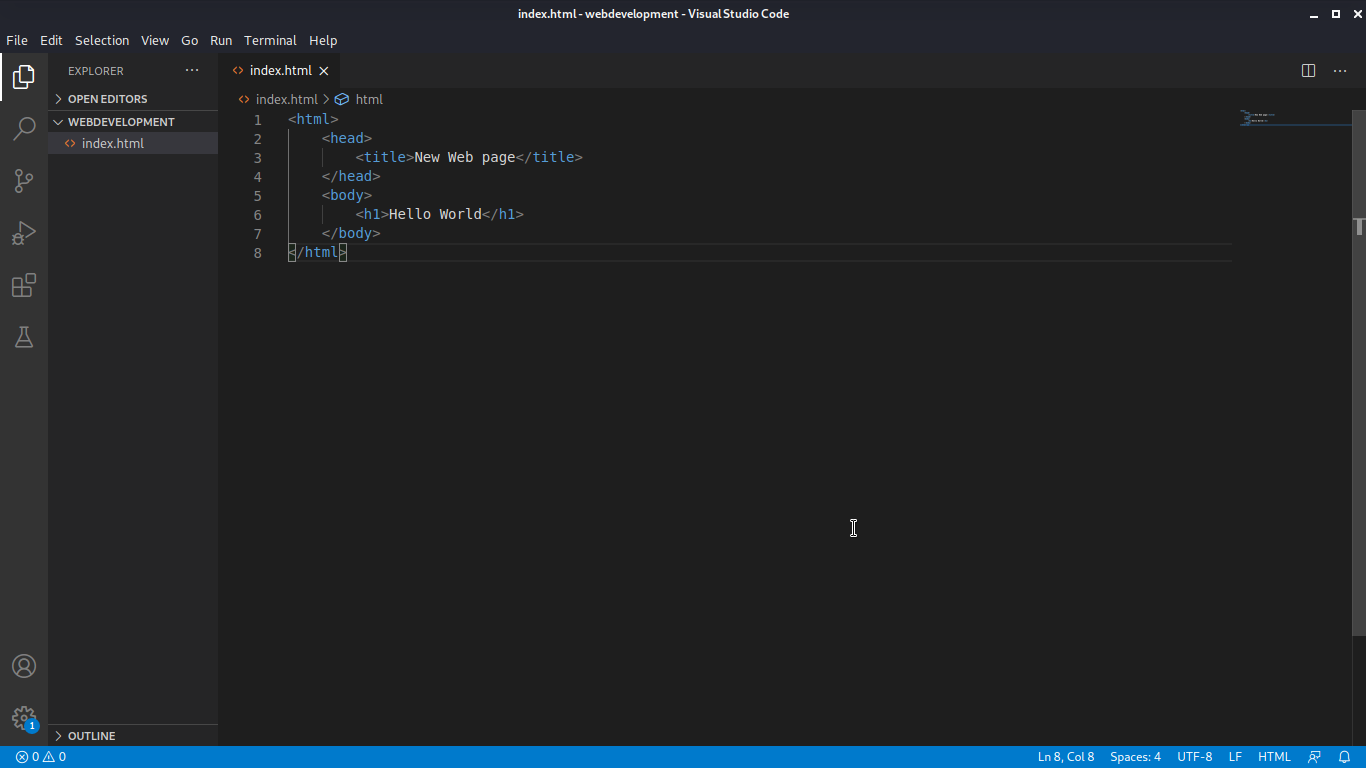 index.html - webdevelopment - Visual Studio Code
File Edit Selection View Go Run Terminal Help
EXPLORER
OPEN EDITORS
WEBDEVELOPMENT
index.html
index.html
index.html > html
1 <html>
2     <head>
3         <title>New Web page</title>
4     </head>
5     <body>
6         <h1>Hello World</h1>
7     </body>
8 </html>
1
OUTLINE
0 0 Ln 8, Col 8 Spaces: 4 UTF-8 LF HTML